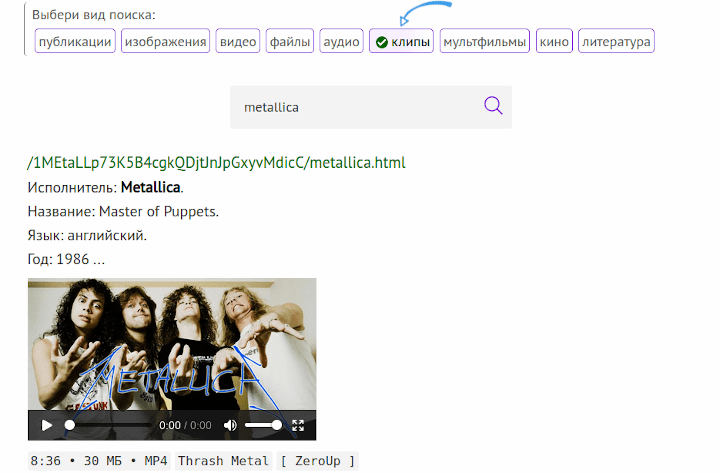 Выбери вид поиска:
публикации изображения видео файлы аудио клипы мультфильмы кино литература
metallica
/1MEtaLLp73K5B4cgkQDjtJnJpGxyvMdicC/metallica.html
Исполнитель: Metallica.
Название: Master of Puppets.
Язык: английский.
Год: 1986 ...
METALLICA
0:00 / 0:00
8:36 • 30 МБ • MP4 Thrash Metal [ ZeroUp ]